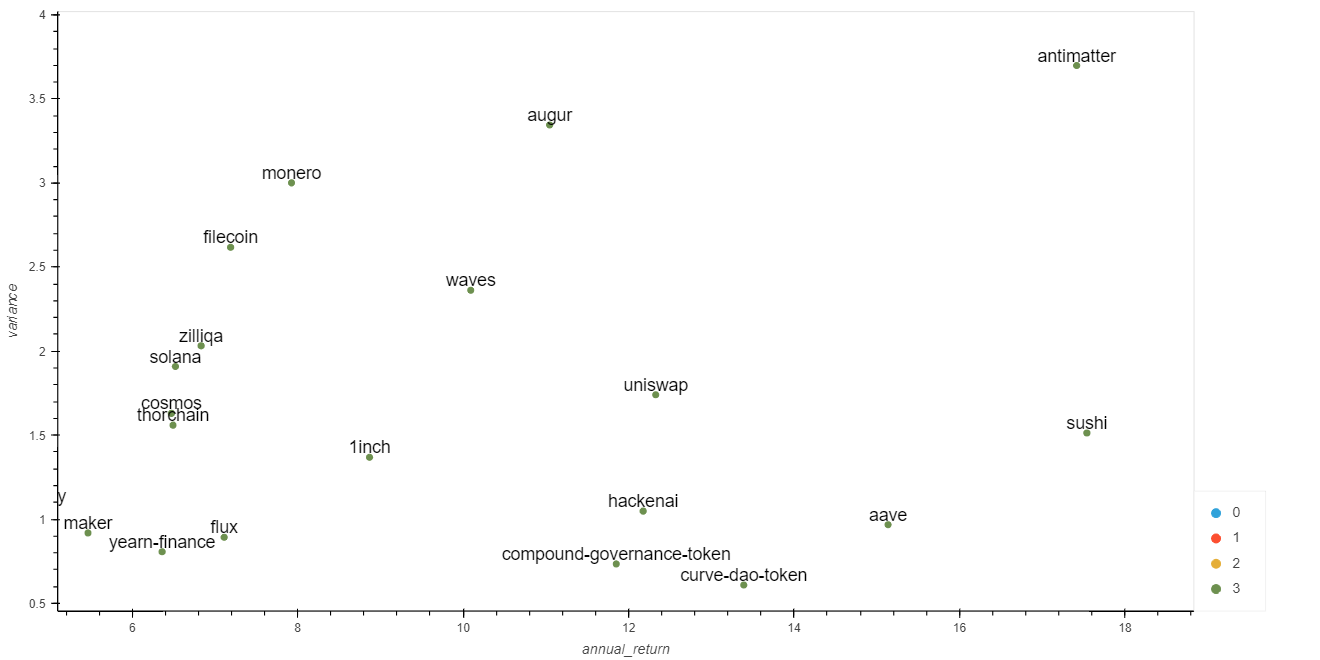 4
antimatter
3.5
augur
monero
3
filecoin
2.5
waves
variance
zilliqa
2
solana
uniswap
cosmos
thorchain
sushi
1.5
1inch
y
hackenai
1
maker
flux
aave
yearn-finance
compound-governance-token
curve-dao-token
0.5
0
1
2
3
6
8
10
12
14
16
18
annual_return